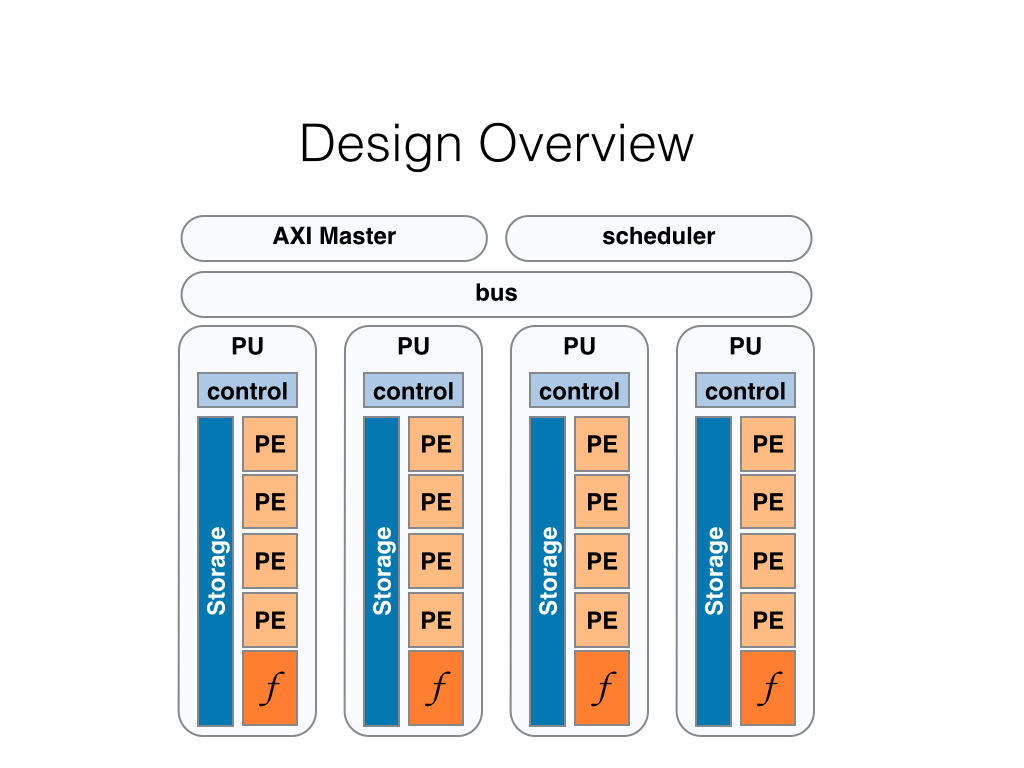 Design Overview
AXI Master
scheduler
bus
PU
control
Storage
PE
PE
PE
PE
f
PU
control
Storage
PE
PE
PE
PE
f
PU
control
Storage
PE
PE
PE
PE
f
PU
control
Storage
PE
PE
PE
PE
f